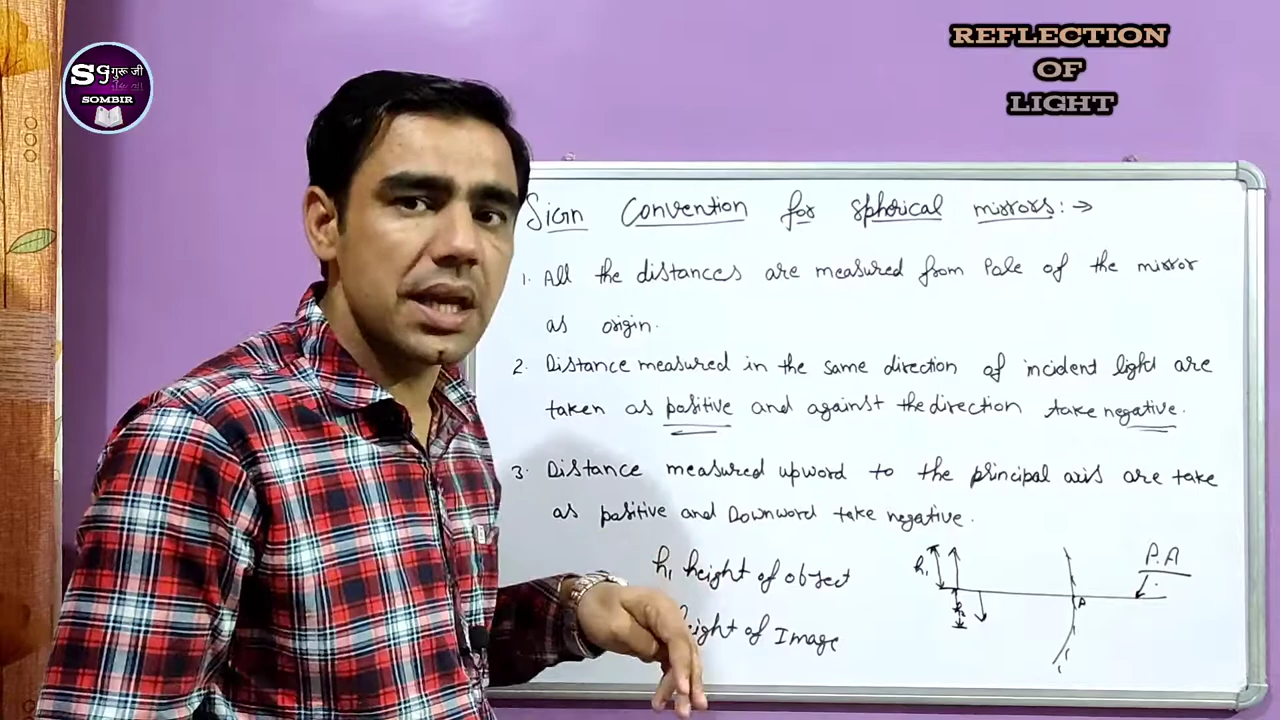 SG गुरू जी
SOMBIR
REFLECTION
OF
LIGHT
Sign Convention for spherical mirrors:→
1. All the distances are measured from Pole of the mirror
as origin.
2. Distance measured in the same direction of incident light are
taken as positive and against the direction take negative.
3. Distance measured upword to the principal axis are take
as positive and Downword take negative.
h₁ height of object
height of Image
h₁
P
P.A